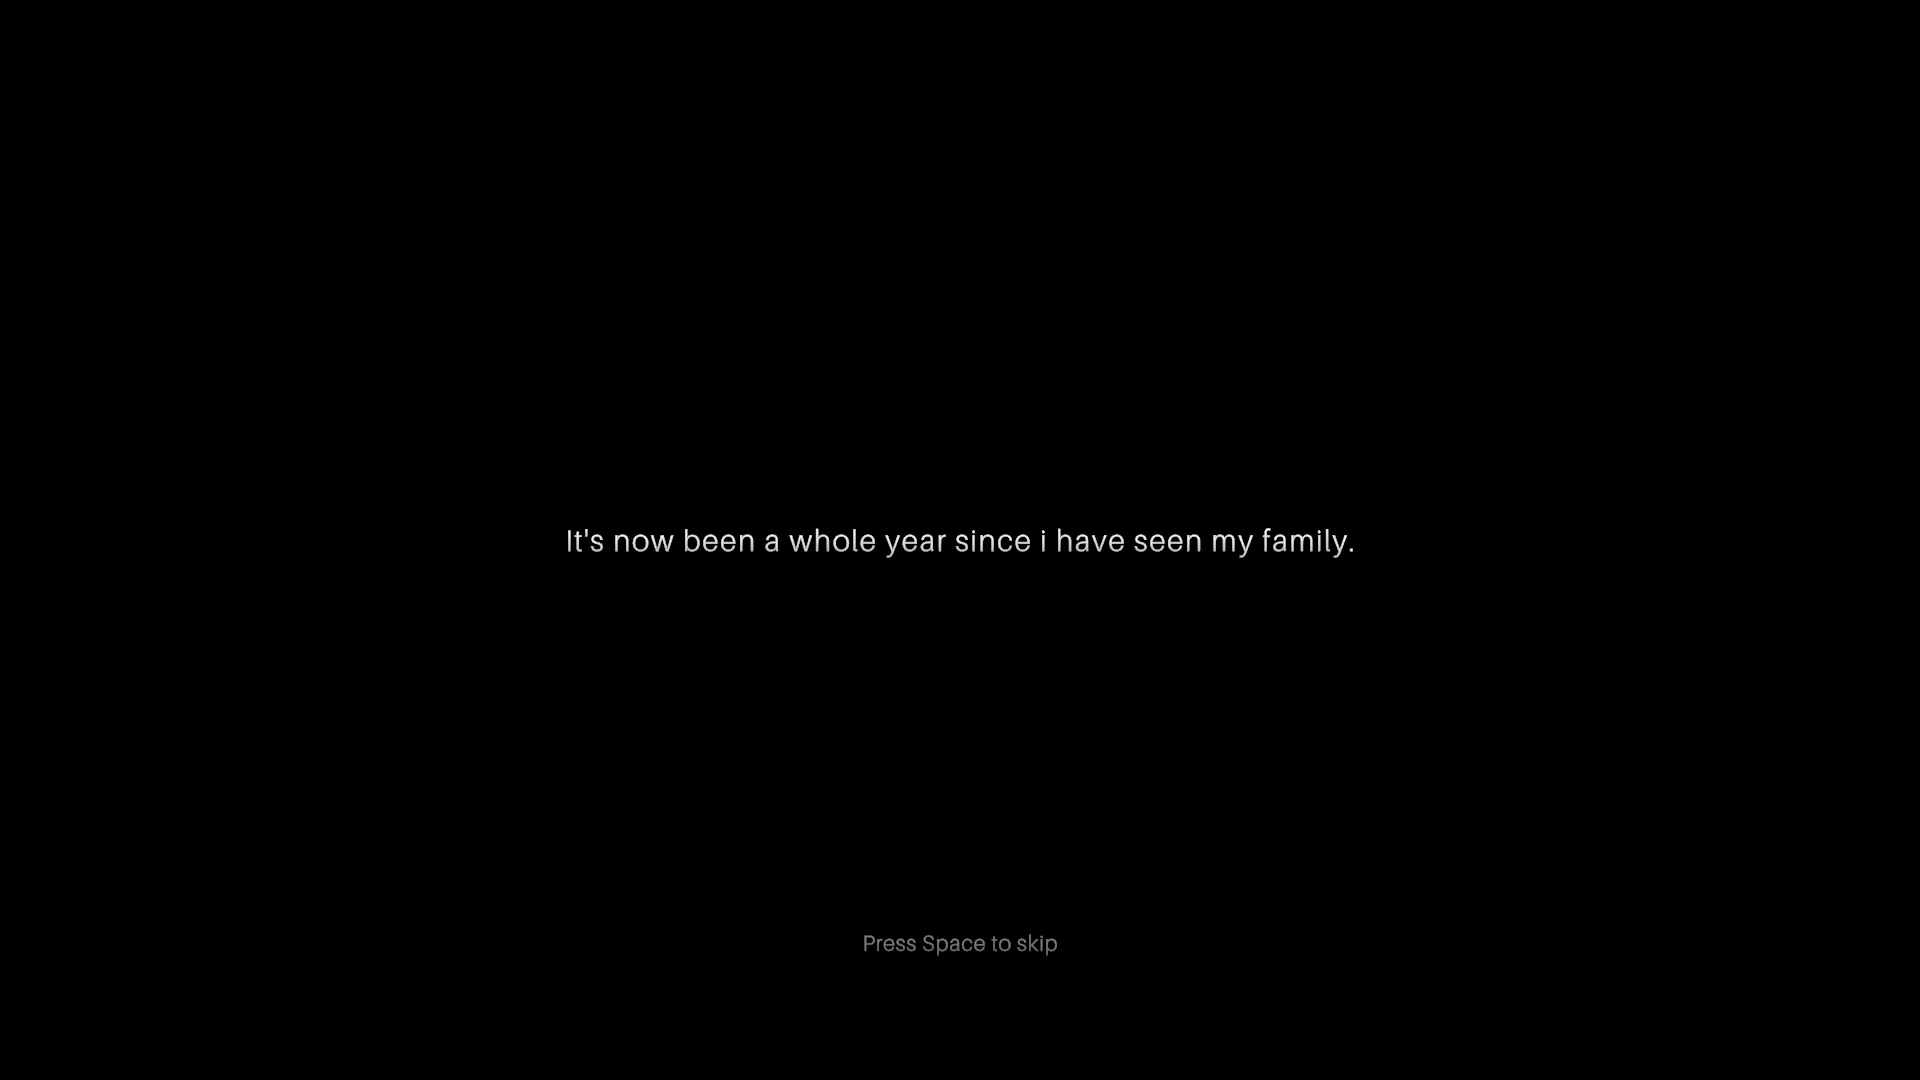 It's now been a whole year since i have seen my family.
Press Space to skip